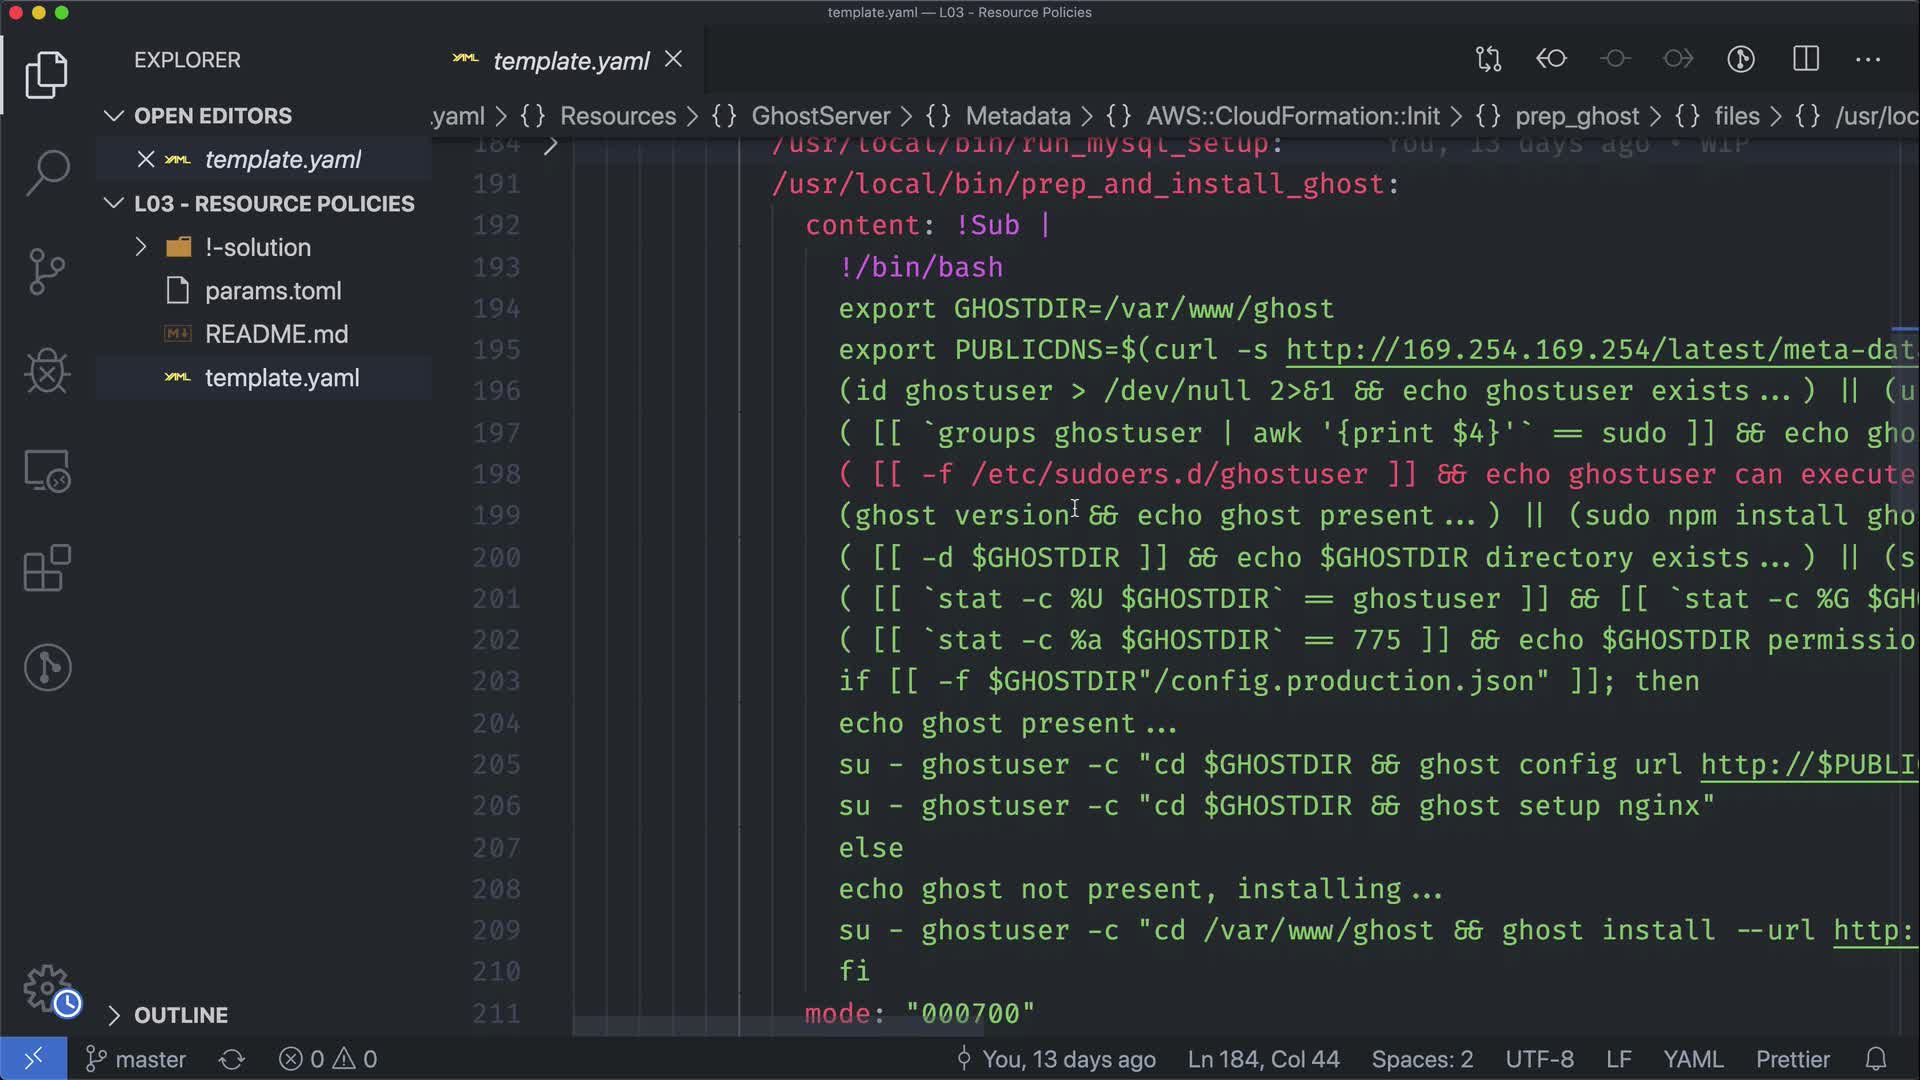 template.yaml — L03 - Resource Policies
EXPLORER
template.yaml
OPEN EDITORS
.yaml > {} Resources > {} GhostServer > {} Metadata > {} AWS::CloudFormation::Init > {} prep_ghost > {} files > {} /usr/loc
template.yaml
L03 - RESOURCE POLICIES
!-solution
params.toml
README.md
template.yaml
184 /usr/local/bin/run_mysql_setup: You, 13 days ago • WIP
191 /usr/local/bin/prep_and_install_ghost:
192 content: !Sub |
193 !/bin/bash
194 export GHOSTDIR=/var/www/ghost
195 export PUBLICDNS=$(curl -s http://169.254.169.254/latest/meta-dat
196 (id ghostuser > /dev/null 2>&1 && echo ghostuser exists...) || (u
197 ( [[ `groups ghostuser | awk '{print $4}'` == sudo ]] && echo gho
198 ( [[ -f /etc/sudoers.d/ghostuser ]] && echo ghostuser can execute
199 (ghost version && echo ghost present...) || (sudo npm install gho
200 ( [[ -d $GHOSTDIR ]] && echo $GHOSTDIR directory exists...) || (s
201 ( [[ `stat -c %U $GHOSTDIR` == ghostuser ]] && [[ `stat -c %G $GH
202 ( [[ `stat -c %a $GHOSTDIR` == 775 ]] && echo $GHOSTDIR permissio
203 if [[ -f $GHOSTDIR"/config.production.json" ]]; then
204 echo ghost present...
205 su - ghostuser -c "cd $GHOSTDIR && ghost config url http://$PUBLI
206 su - ghostuser -c "cd $GHOSTDIR && ghost setup nginx"
207 else
208 echo ghost not present, installing...
209 su - ghostuser -c "cd /var/www/ghost && ghost install --url http:
210 fi
211 mode: "000700"
OUTLINE
master 0 0 You, 13 days ago Ln 184, Col 44 Spaces: 2 UTF-8 LF YAML Prettier